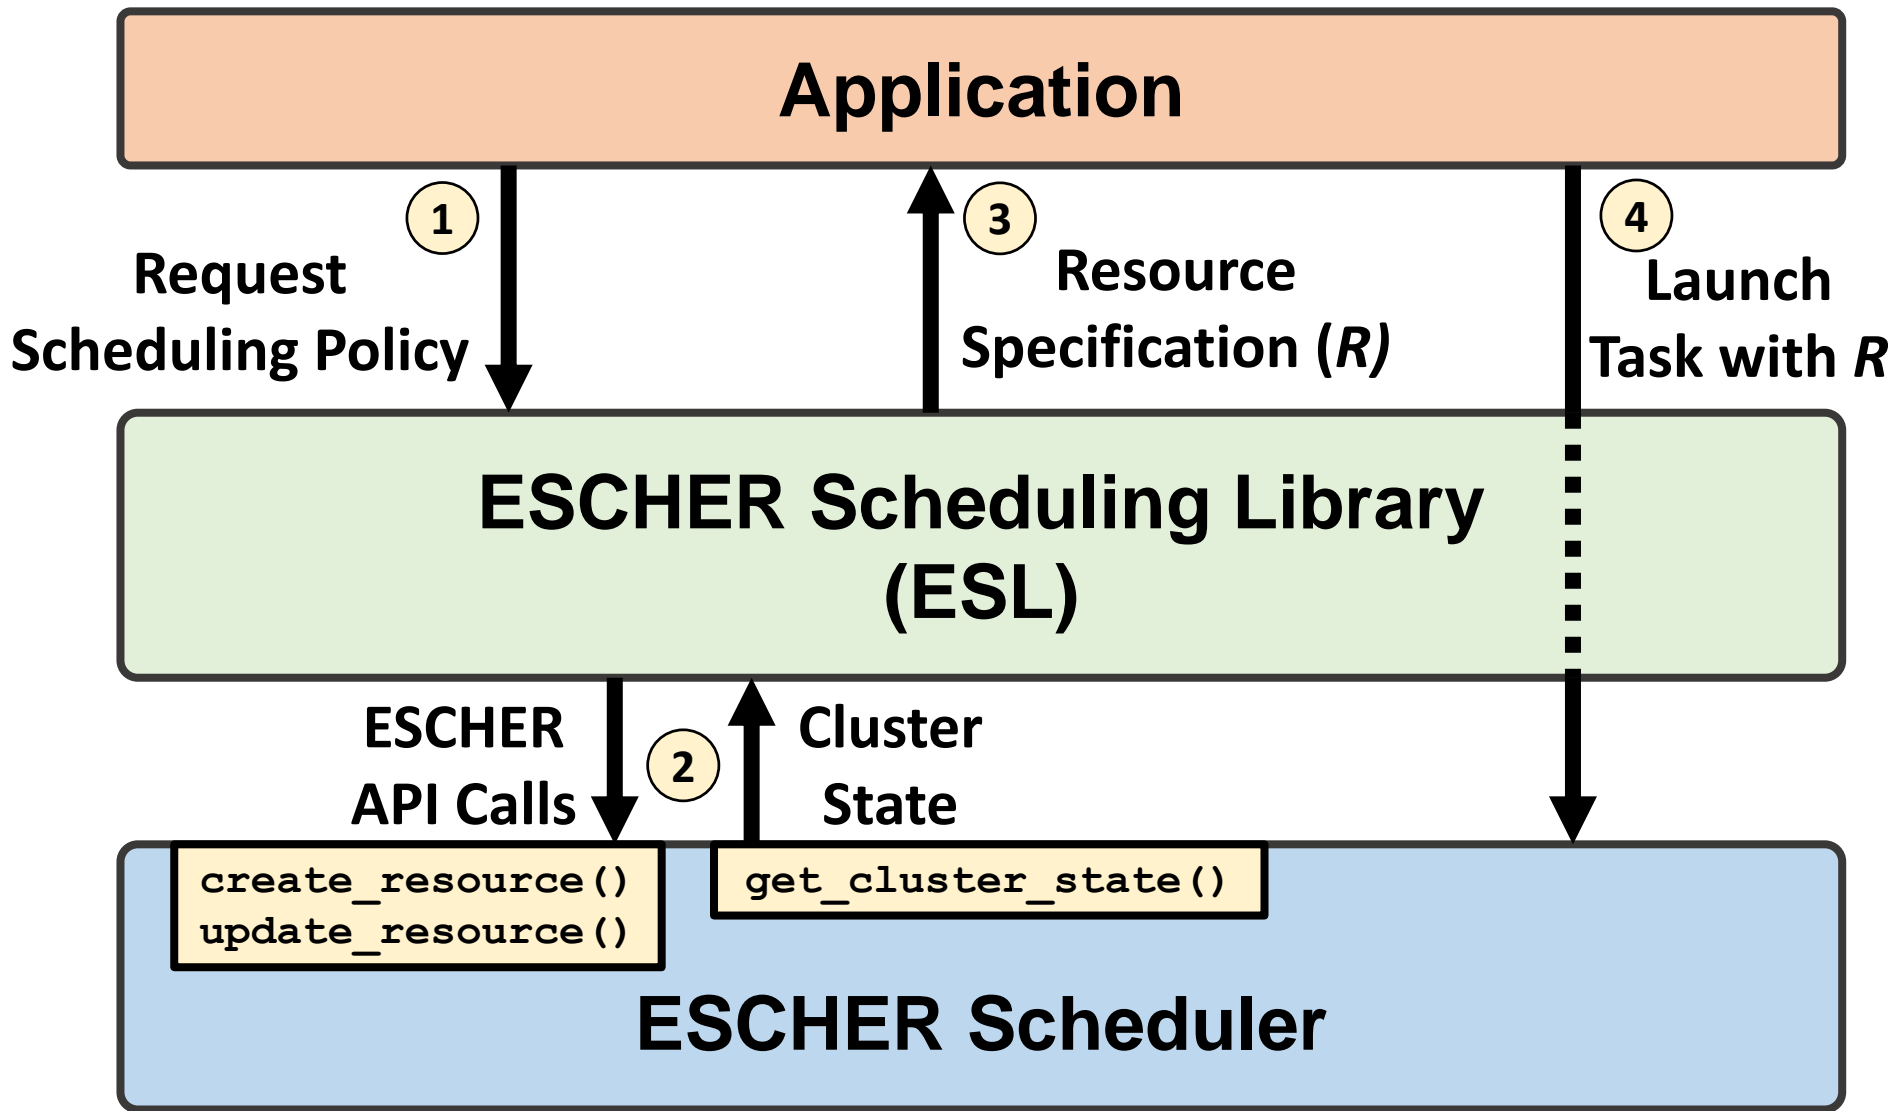 Application
1
Request
Scheduling Policy
3
Resource
Specification (R)
4
Launch
Task with R
ESCHER Scheduling Library
(ESL)
ESCHER
API Calls
2
Cluster
State
create_resource()
update_resource()
get_cluster_state()
ESCHER Scheduler